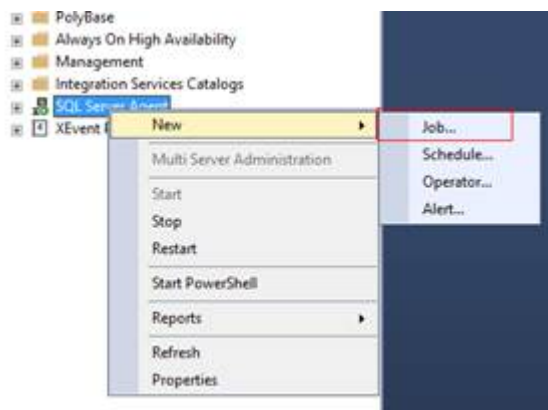 PolyBase
Always On High Availability
Management
Integration Services Catalogs
SQL Server Agent
XEvent
New
Job...
Multi Server Administration
Schedule...
Operator...
Start
Alert...
Stop
Restart
Start PowerShell
Reports
Refresh
Properties